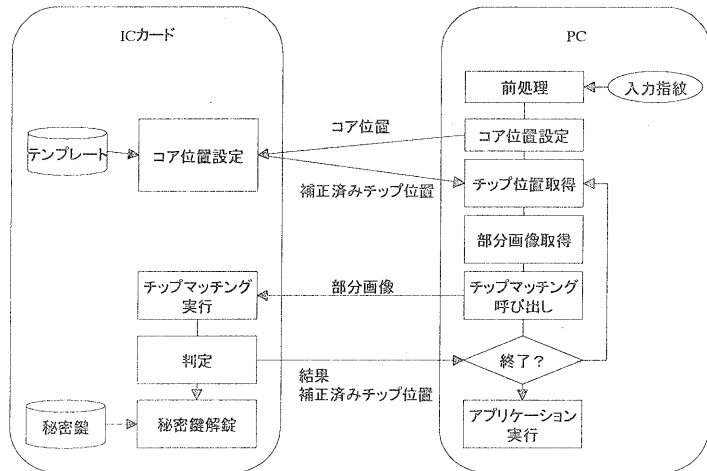 ICカード
PC
前処理
入力指紋
コア位置
コア位置設定
テンプレート
コア位置設定
補正済みチップ位置
チップ位置取得
部分画像取得
チップマッチング
実行
部分画像
チップマッチング
呼び出し
判定
終了?
結果
補正済みチップ位置
秘密鍵
秘密鍵解錠
アプリケーション
実行